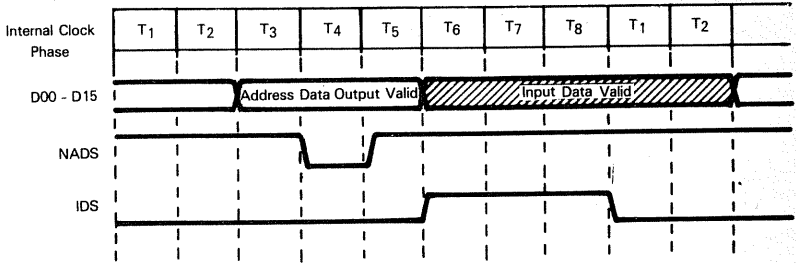 Internal Clock Phase T1 T2 T3 T4 T5 T6 T7 T8 T1 T2
D00 - D15 Address Data Output Valid Input Data Valid
NADS
IDS